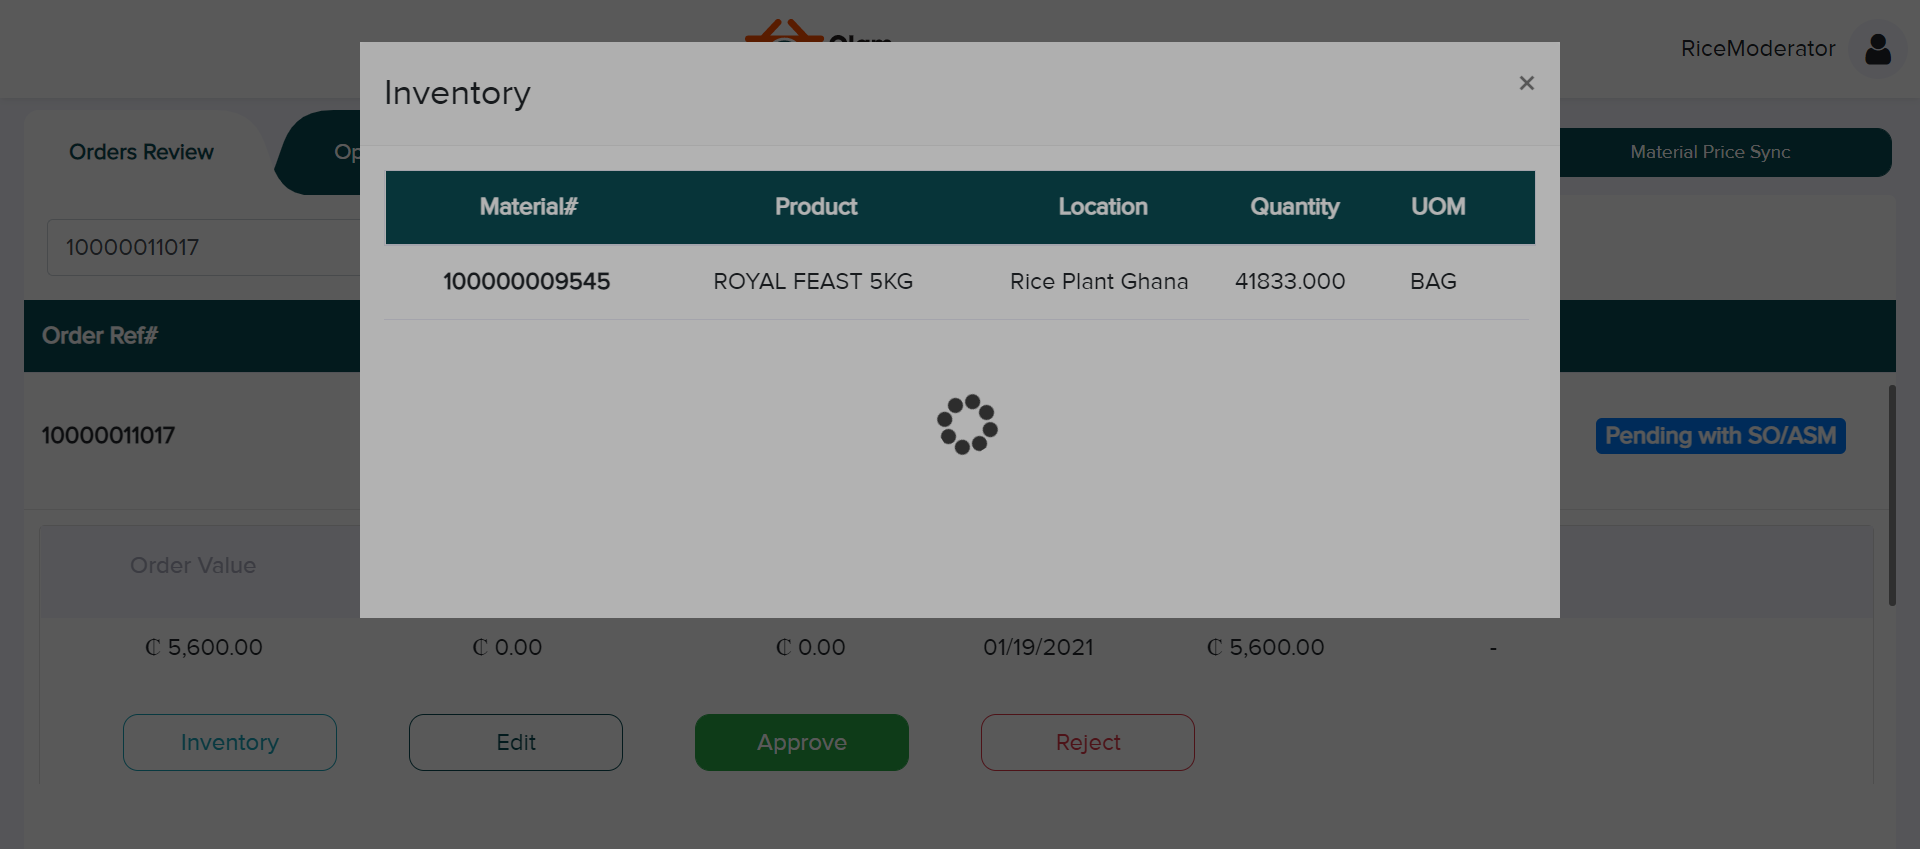 RiceModerator
Inventory
×
Orders Review
Op
Material Price Sync
Material# Product Location Quantity UOM
10000011017
100000009545 ROYAL FEAST 5KG Rice Plant Ghana 41833.000 BAG
Order Ref#
10000011017
Pending with SO/ASM
Order Value
₵ 5,600.00 ₵ 0.00 ₵ 0.00 01/19/2021 ₵ 5,600.00 -
Inventory Edit Approve Reject